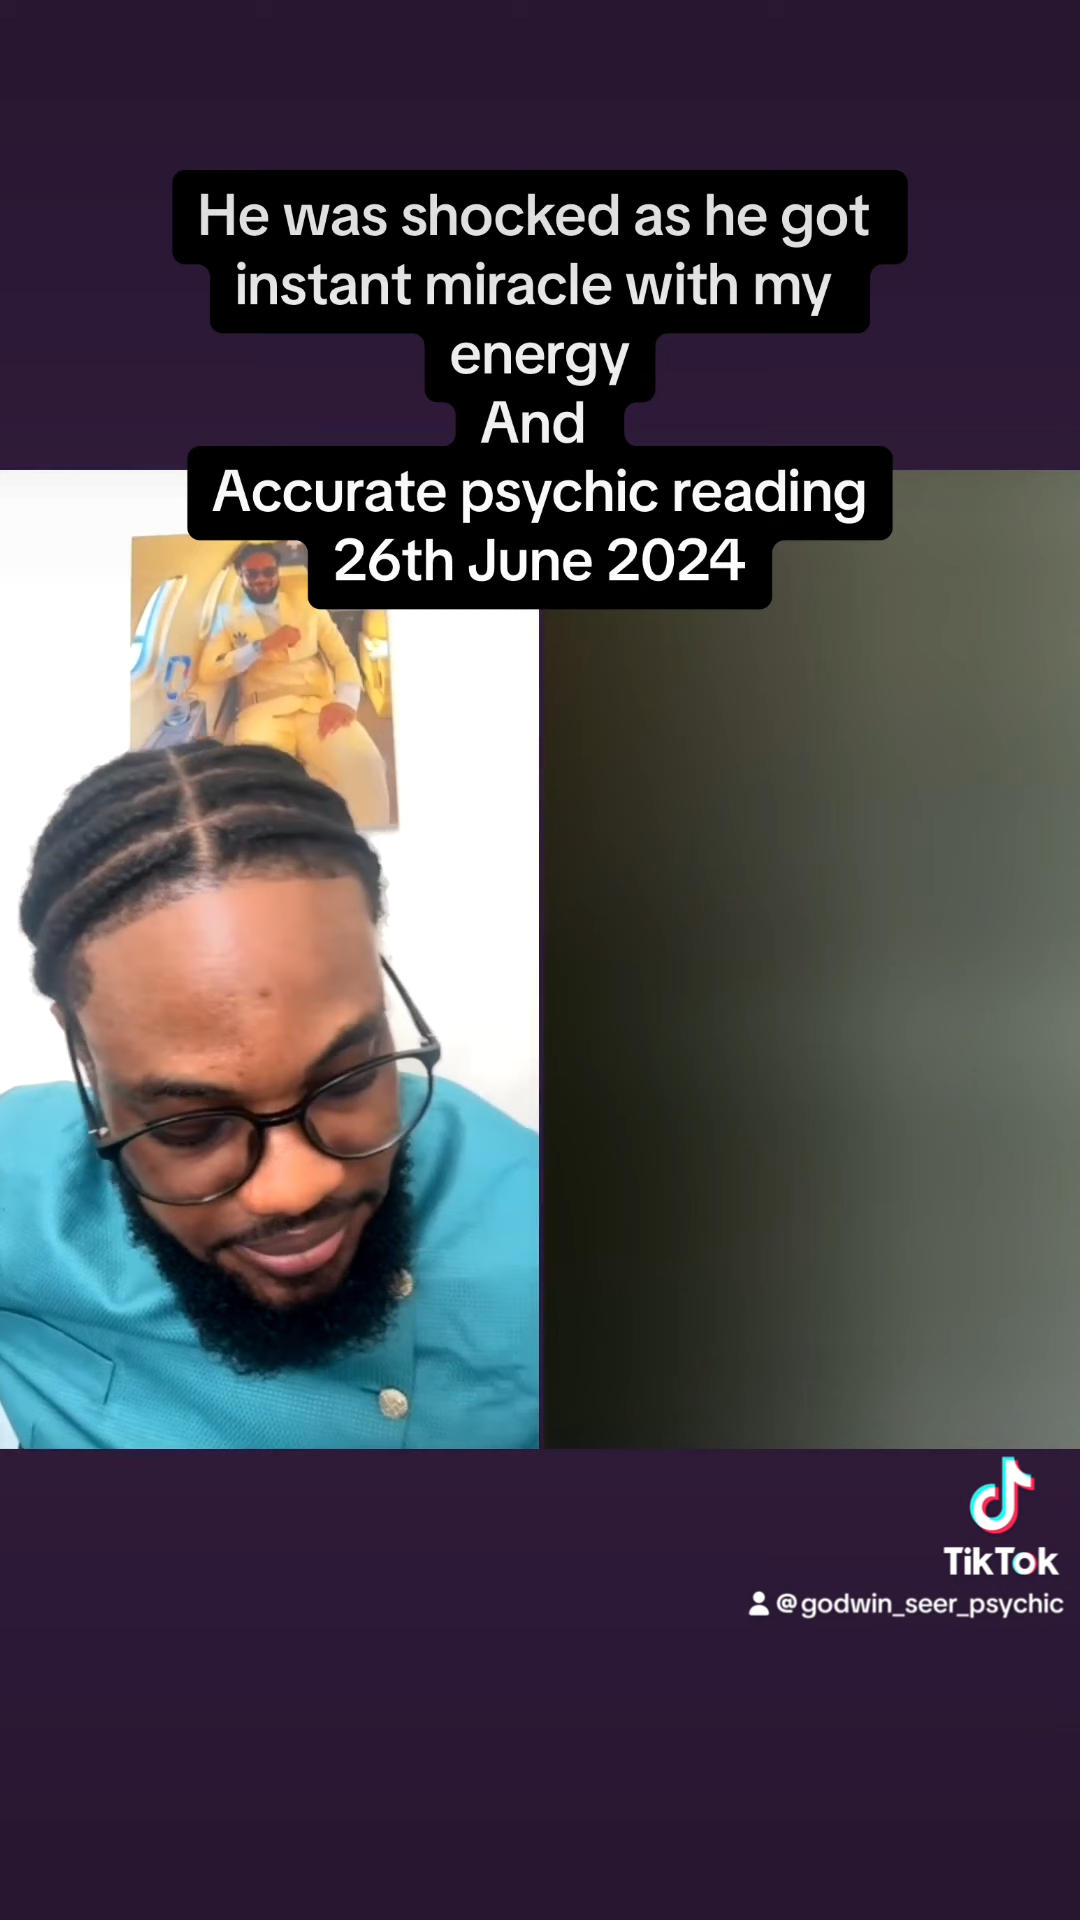 He was shocked as he got
instant miracle with my
energy
And
Accurate psychic reading
26th June 2024
TikTok
@godwin_seer_psychic